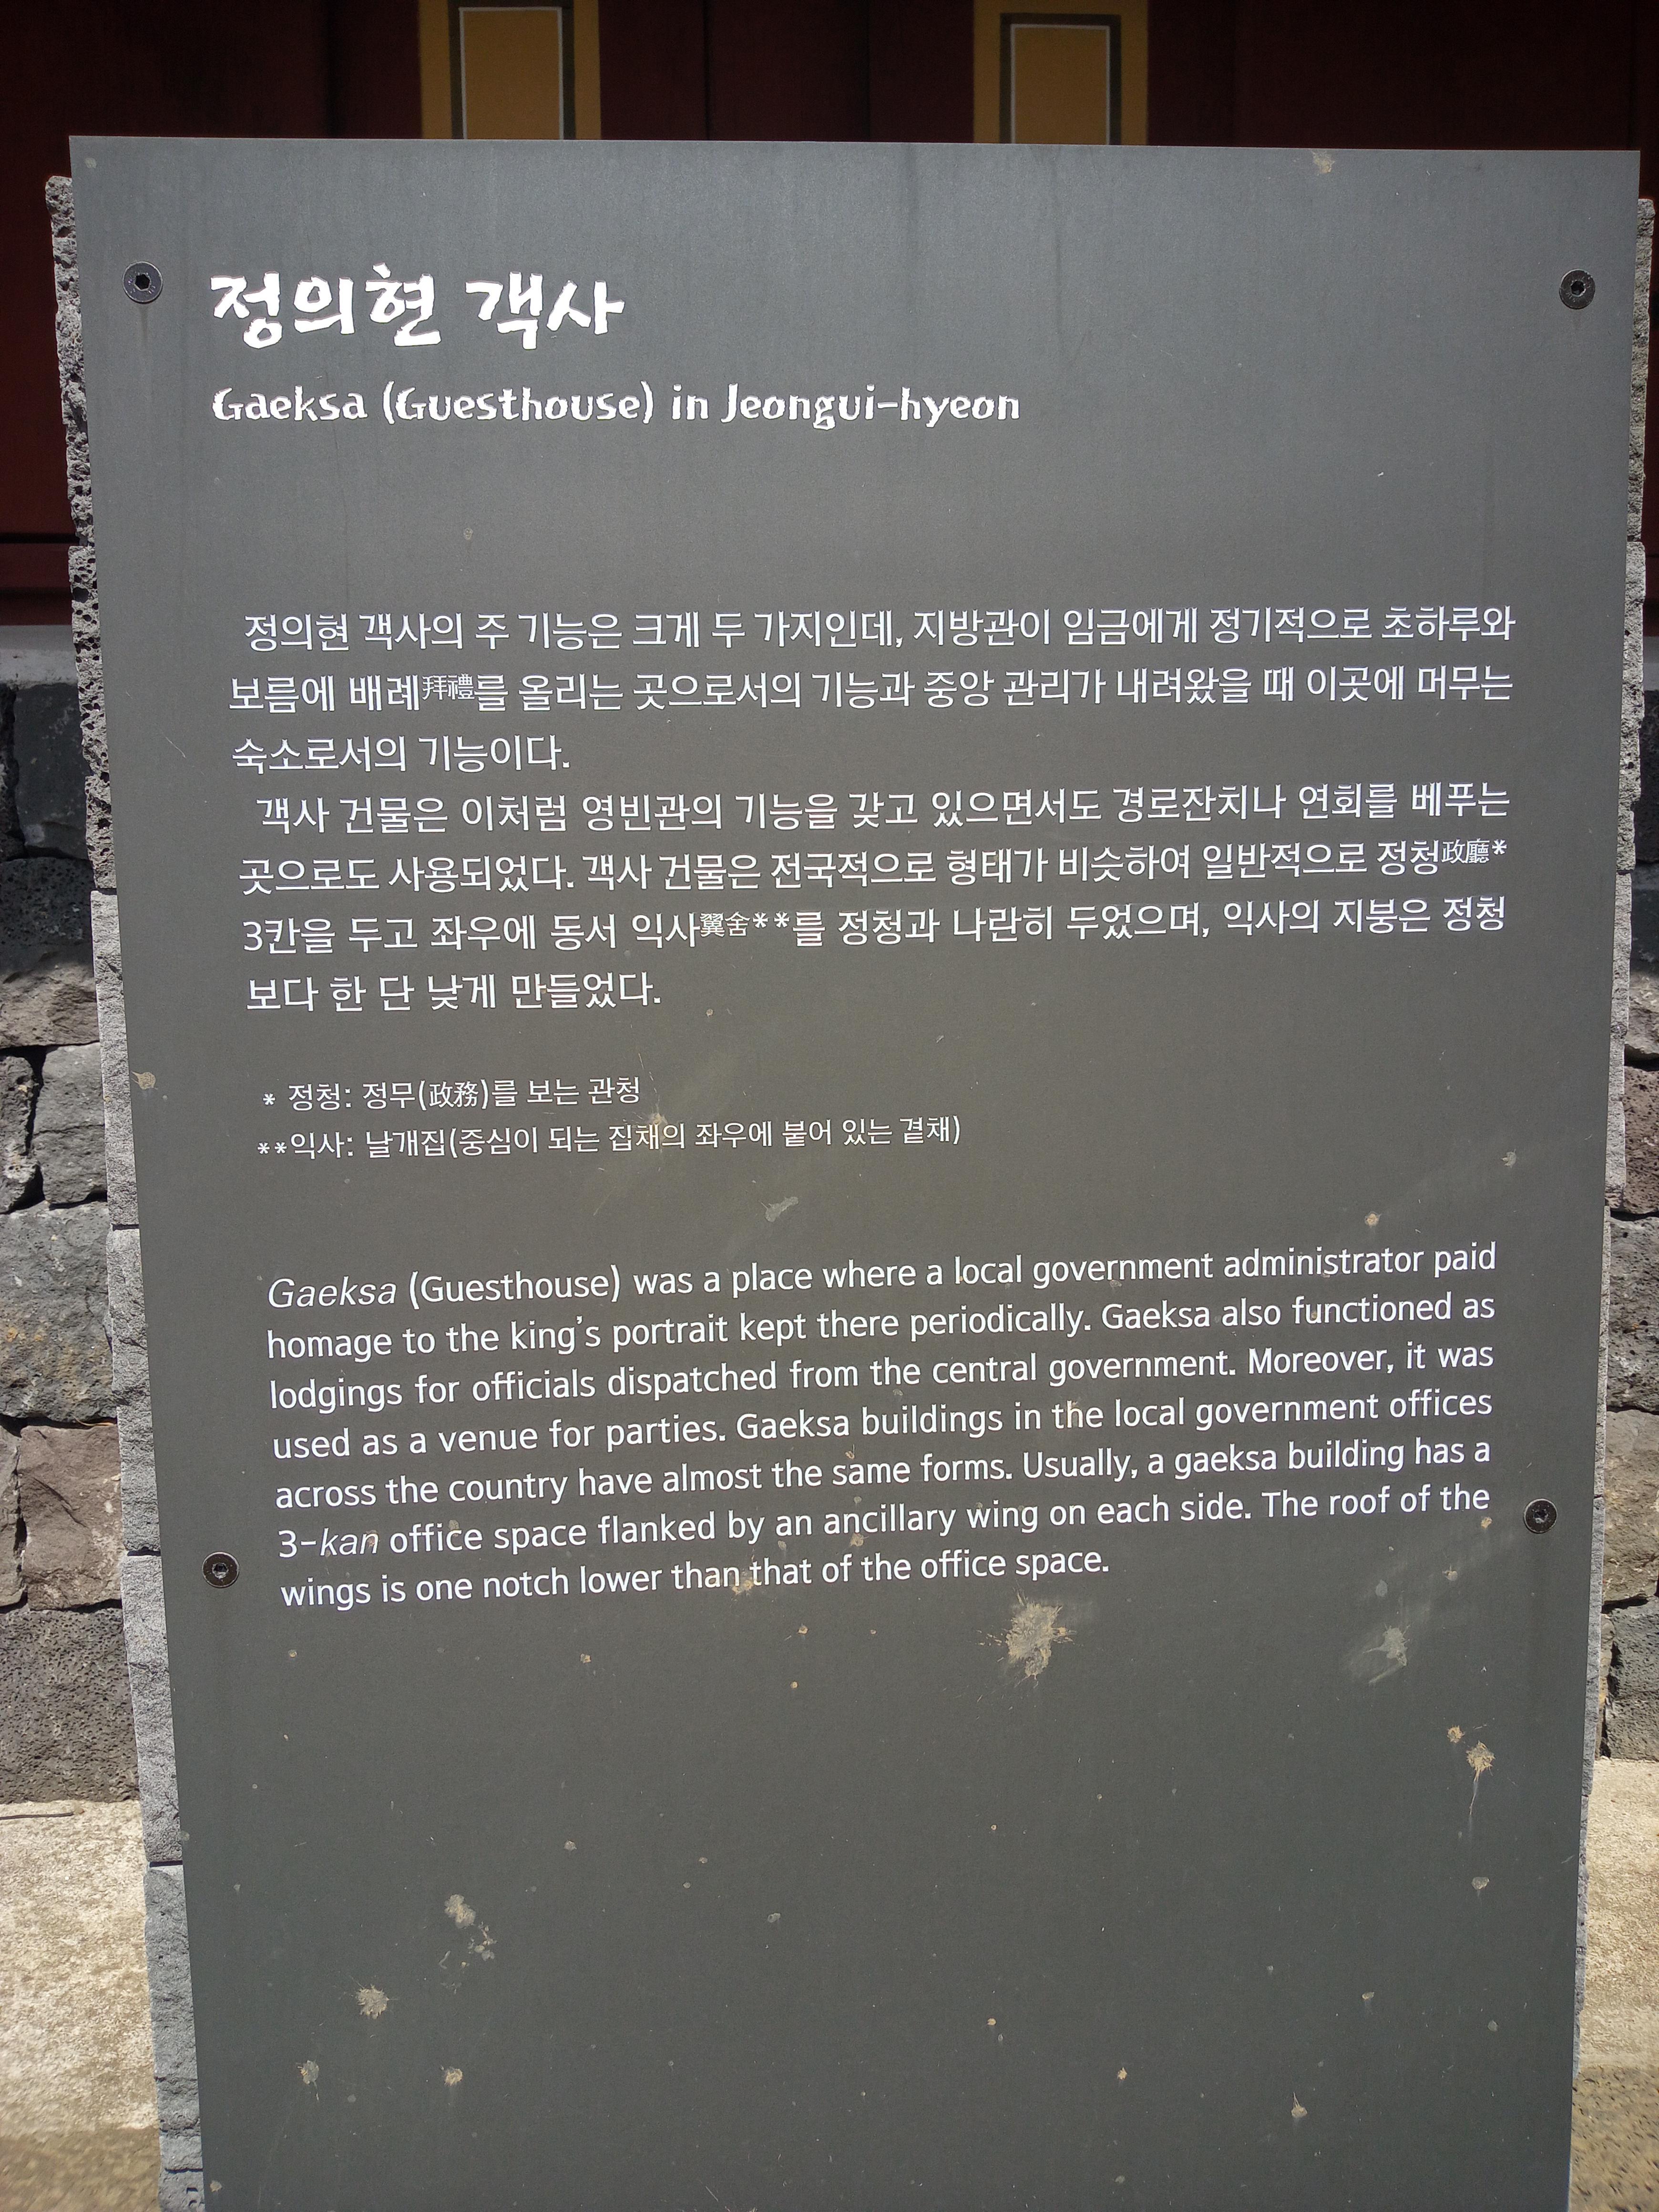 정의현 객사
Gaeksa (Guesthouse) in Jeongui-hyeon
정의현 객사의 주 기능은 크게 두 가지인데, 지방관이 임금에게 정기적으로 초하루와
보름에 배례拜禮를 올리는 곳으로서의 기능과 중앙 관리가 내려왔을 때 이곳에 머무는
숙소로서의 기능이다.
객사 건물은 이처럼 영빈관의 기능을 갖고 있으면서도 경로잔치나 연회를 베푸는
곳으로도 사용되었다. 객사 건물은 전국적으로 형태가 비슷하여 일반적으로 정청政廳*
3칸을 두고 좌우에 동서 익사翼舍**를 정청과 나란히 두었으며, 익사의 지붕은 정청
보다 한 단 낮게 만들었다.
* 정청: 정무(政務)를 보는 관청
**익사: 날개집(중심이 되는 집채의 좌우에 붙어 있는 곁채)
Gaeksa (Guesthouse) was a place where a local government administrator paid
homage to the king's portrait kept there periodically. Gaeksa also functioned as
lodgings for officials dispatched from the central government. Moreover, it was
used as a venue for parties. Gaeksa buildings in the local government offices
across the country have almost the same forms. Usually, a gaeksa building has a
3-kan office space flanked by an ancillary wing on each side. The roof of the
wings is one notch lower than that of the office space.